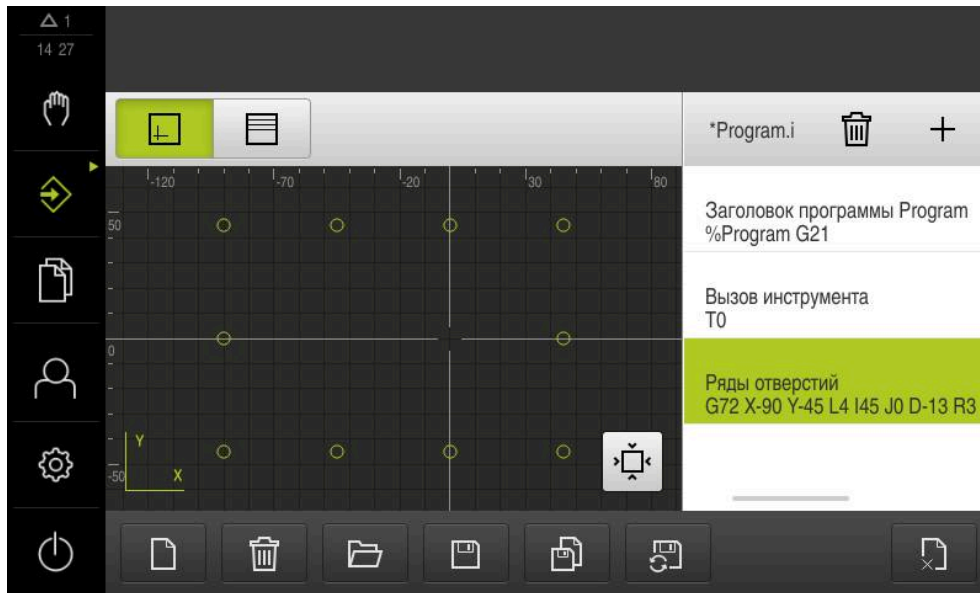 1
14 27
*Program.i
-120
-70
-20
30
80
50
0
-50
Y
X
Заголовок программы Program
%Program G21
Вызов инструмента
T0
Ряды отверстий
G72 X-90 Y-45 L4 I45 J0 D-13 R3